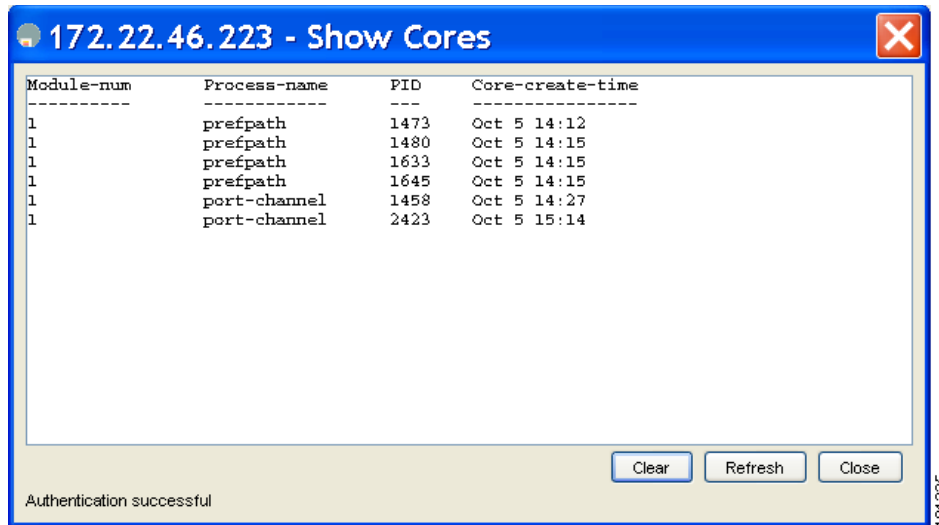 172.22.46.223 - Show Cores
Module-num Process-name PID Core-create-time
---------- ------------ --- ----------------
1 prefpath 1473 Oct 5 14:12
1 prefpath 1480 Oct 5 14:15
1 prefpath 1633 Oct 5 14:15
1 prefpath 1645 Oct 5 14:15
1 port-channel 1458 Oct 5 14:27
1 port-channel 2423 Oct 5 15:14
Clear Refresh Close
Authentication successful